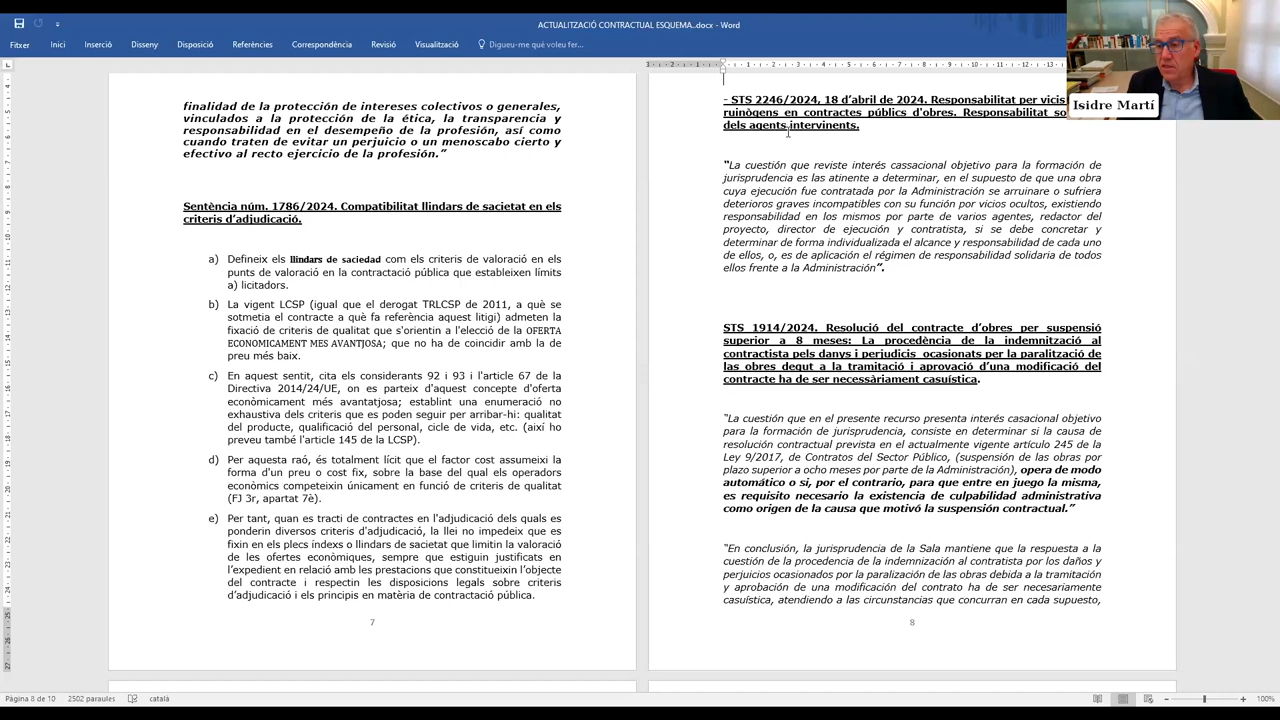 ACTUALITZACIÓ CONTRACTUAL ESQUEMA..docx - Word
Fitxer Inici Inserció Disseny Disposició Referències Correspondència Revisió Visualització Digueu-me què voleu fer...
finalidad de la protección de intereses colectivos o generales,
vinculados a la protección de la ética, la transparencia y
responsabilidad en el desempeño de la profesión, así como
cuando traten de evitar un perjuicio o un menoscabo cierto y
efectivo al recto ejercicio de la profesión.”
Sentència núm. 1786/2024. Compatibilitat llindars de sacietat en els
criteris d’adjudicació.
a) Defineix els llindars de saciedad com els criteris de valoració en els
punts de valoració en la contractació pública que estableixen límits
a) licitadors.
b) La vigent LCSP (igual que el derogat TRLCSP de 2011, a què se
sotmetia el contracte a què fa referència aquest litigi) admeten la
fixació de criteris de qualitat que s'orientin a l'elecció de la OFERTA
ECONOMICAMENT MES AVANTJOSA; que no ha de coincidir amb la de
preu més baix.
c) En aquest sentit, cita els considerants 92 i 93 i l'article 67 de la
Directiva 2014/24/UE, on es parteix d'aquest concepte d'oferta
econòmicament més avantatjosa; establint una enumeració no
exhaustiva dels criteris que es poden seguir per arribar-hi: qualitat
del producte, qualificació del personal, cicle de vida, etc. (així ho
preveu també l'article 145 de la LCSP).
d) Per aquesta raó, és totalment lícit que el factor cost assumeixi la
forma d'un preu o cost fix, sobre la base del qual els operadors
econòmics competeixin únicament en funció de criteris de qualitat
(FJ 3r, apartat 7è).
e) Per tant, quan es tracti de contractes en l'adjudicació dels quals es
ponderin diversos criteris d'adjudicació, la llei no impedeix que es
fixin en els plecs índexs o llindars de sacietat que limitin la valoració
de les ofertes econòmiques, sempre que estiguin justificats en
l’expedient en relació amb les prestacions que constitueixin l’objecte
del contracte i respectin les disposicions legals sobre criteris
d’adjudicació i els principis en matèria de contractació pública.
7
- STS 2246/2024, 18 d’abril de 2024. Responsabilitat per vicis
ruinògens en contractes públics d'obres. Responsabilitat so
dels agents intervinents.
“La cuestión que reviste interés cassacional objetivo para la formación de
jurisprudencia es las atinente a determinar, en el supuesto de que una obra
cuya ejecución fue contratada por la Administración se arruinare o sufriera
deterioros graves incompatibles con su función por vicios ocultos, existiendo
responsabilidad en los mismos por parte de varios agentes, redactor del
proyecto, director de ejecución y contratista, si se debe concretar y
determinar de forma individualizada el alcance y responsabilidad de cada uno
de ellos, o, es de aplicación el régimen de responsabilidad solidaria de todos
ellos frente a la Administración”.
STS 1914/2024. Resolució del contracte d’obres per suspensió
superior a 8 meses: La procedència de la indemnització al
contractista pels danys i perjudicis ocasionats per la paralització de
las obres degut a la tramitació i aprovació d’una modificació del
contracte ha de ser necessàriament casuística.
“La cuestión que en el presente recurso presenta interés casacional objetivo
para la formación de jurisprudencia, consiste en determinar si la causa de
resolución contractual prevista en el actualmente vigente artículo 245 de la
Ley 9/2017, de Contratos del Sector Público, (suspensión de las obras por
plazo superior a ocho meses por parte de la Administración), opera de modo
automático o si, por el contrario, para que entre en juego la misma,
es requisito necesario la existencia de culpabilidad administrativa
como origen de la causa que motivó la suspensión contractual.”
“En conclusión, la jurisprudencia de la Sala mantiene que la respuesta a la
cuestión de la procedencia de la indemnización al contratista por los daños y
perjuicios ocasionados por la paralización de las obras debida a la tramitación
y aprobación de una modificación del contrato ha de ser necesariamente
casuística, atendiendo a las circunstancias que concurran en cada supuesto,
8
Isidre Martí
Pàgina 8 de 10 2502 paraules català 100%